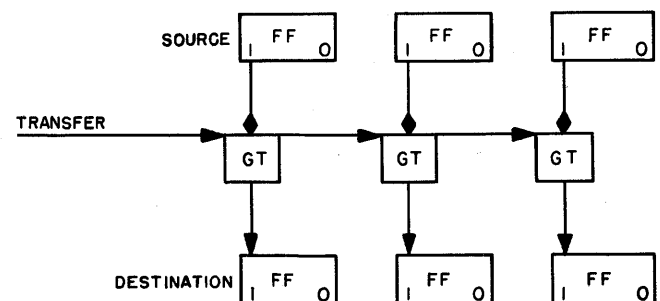 SOURCE FF FF FF
1 0 1 0 1 0
TRANSFER
GT GT GT
DESTINATION FF FF FF
1 0 1 0 1 0